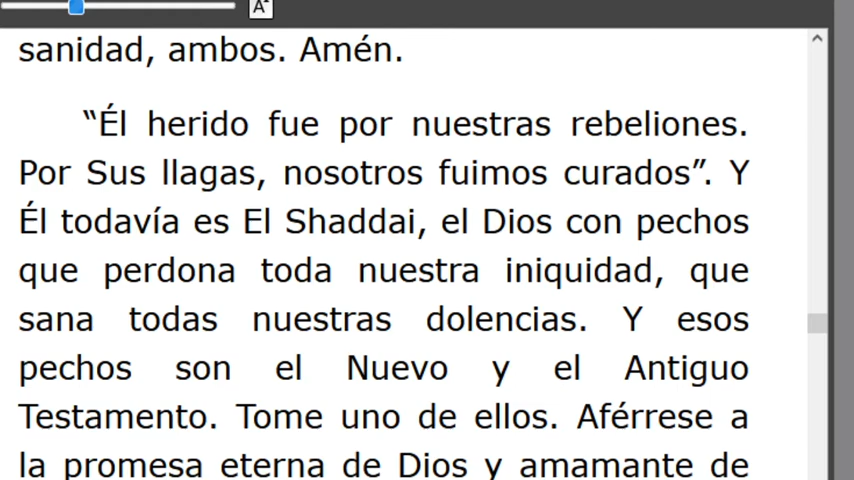 A
sanidad, ambos. Amén.
“Él herido fue por nuestras rebeliones.
Por Sus llagas, nosotros fuimos curados”. Y
Él todavía es El Shaddai, el Dios con pechos
que perdona toda nuestra iniquidad, que
sana todas nuestras dolencias. Y esos
pechos son el Nuevo y el Antiguo
Testamento. Tome uno de ellos. Aférrese a
la promesa eterna de Dios y amamante de